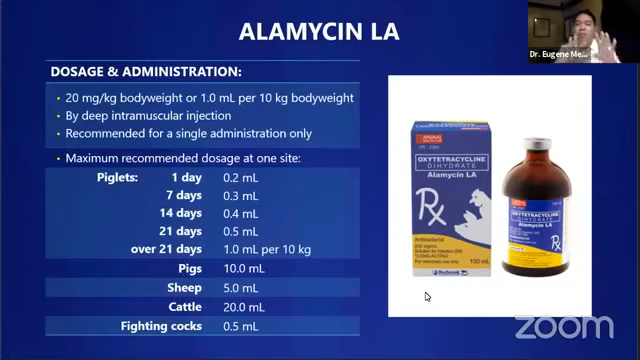 ALAMYCIN LA
Dr. Eugene Me...
DOSAGE & ADMINISTRATION:
• 20 mg/kg bodyweight or 1.0 mL per 10 kg bodyweight
• By deep intramuscular injection
• Recommended for a single administration only
• Maximum recommended dosage at one site:
Piglets: 1 day 0.2 mL
7 days 0.3 mL
14 days 0.4 mL
21 days 0.5 mL
over 21 days 1.0 mL per 10 kg
Pigs 10.0 mL
Sheep 5.0 mL
Cattle 20.0 mL
Fighting cocks 0.5 mL
OXYTETRACYCLINE
DIHYDRATE
Alamycin LA
Rx
Antibacterial
100 mL
OXYTETRACYCLINE
DIHYDRATE
Alamycin LA
Rx
zoom